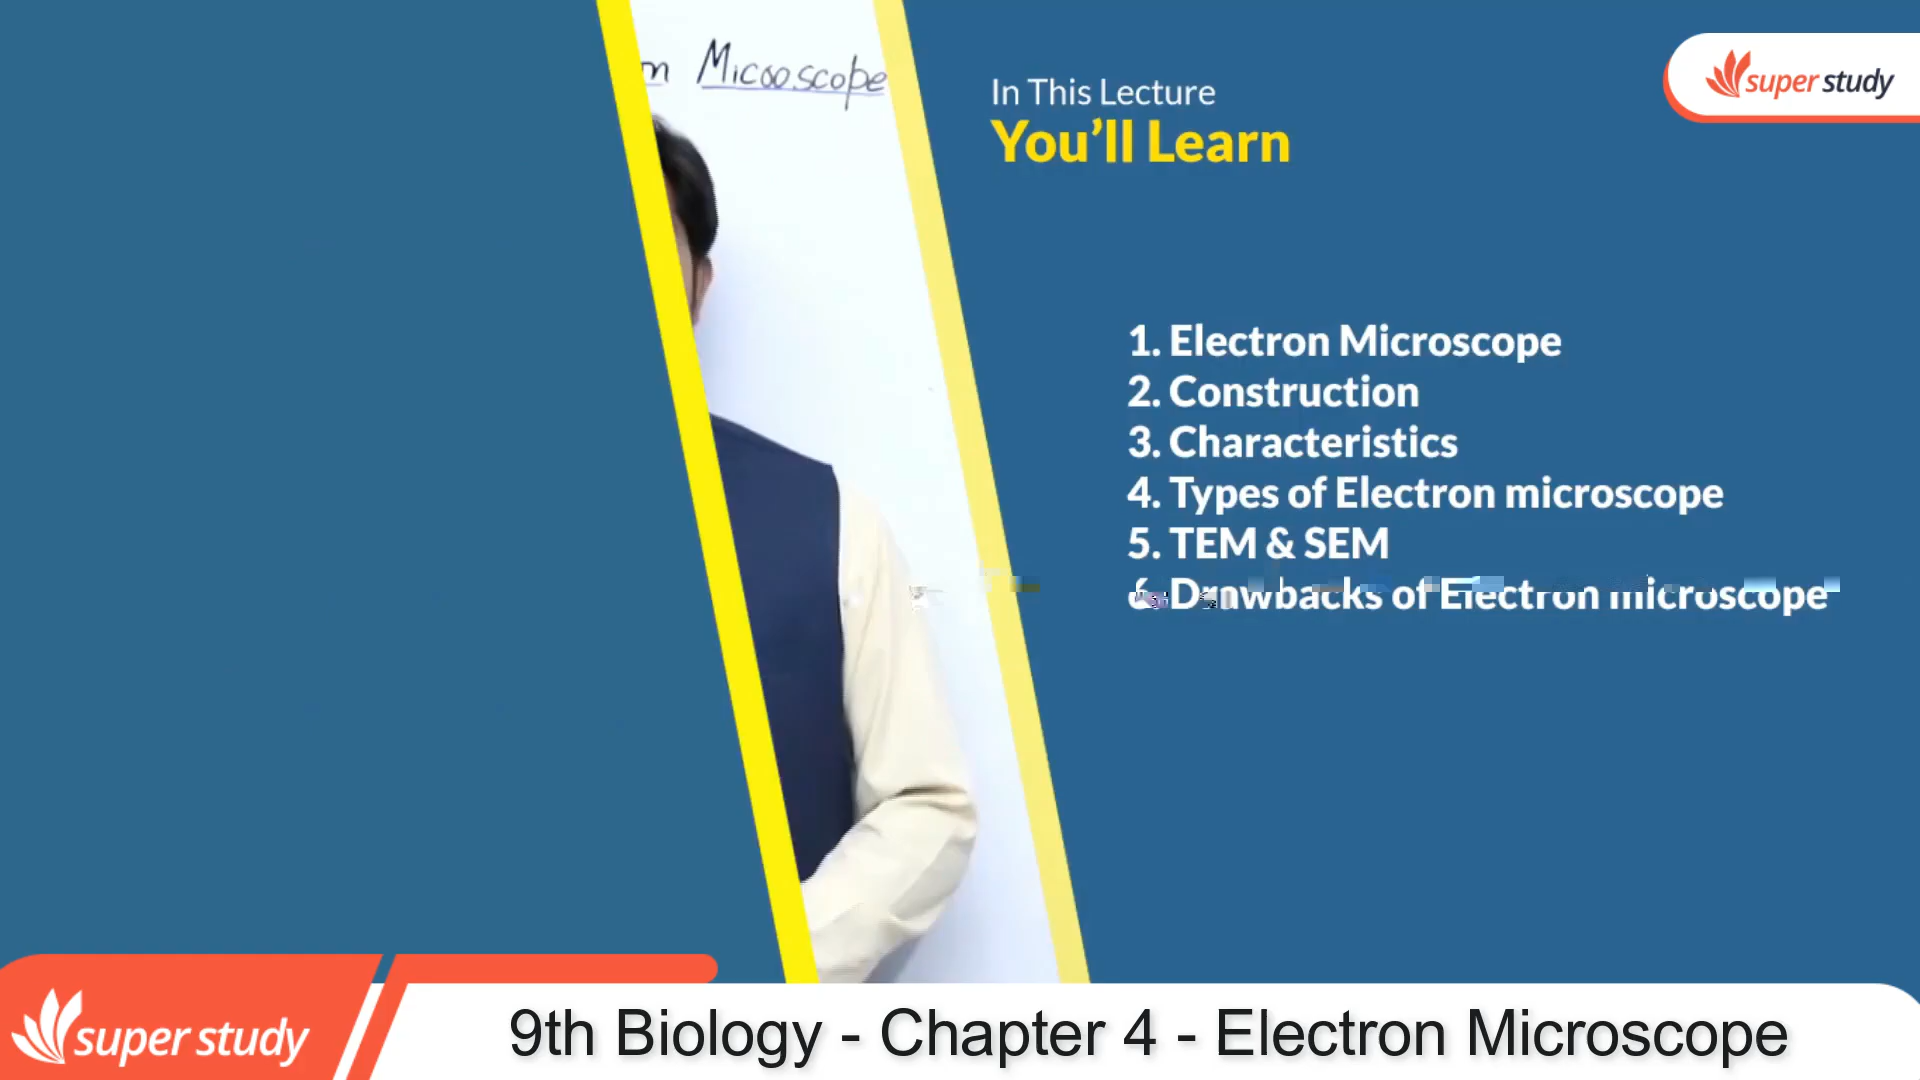 m Microscope
In This Lecture
You'll Learn
super study
1. Electron Microscope
2. Construction
3. Characteristics
4. Types of Electron microscope
5. TEM & SEM
6. Drawbacks of Electron microscope
super study
9th Biology - Chapter 4 - Electron Microscope